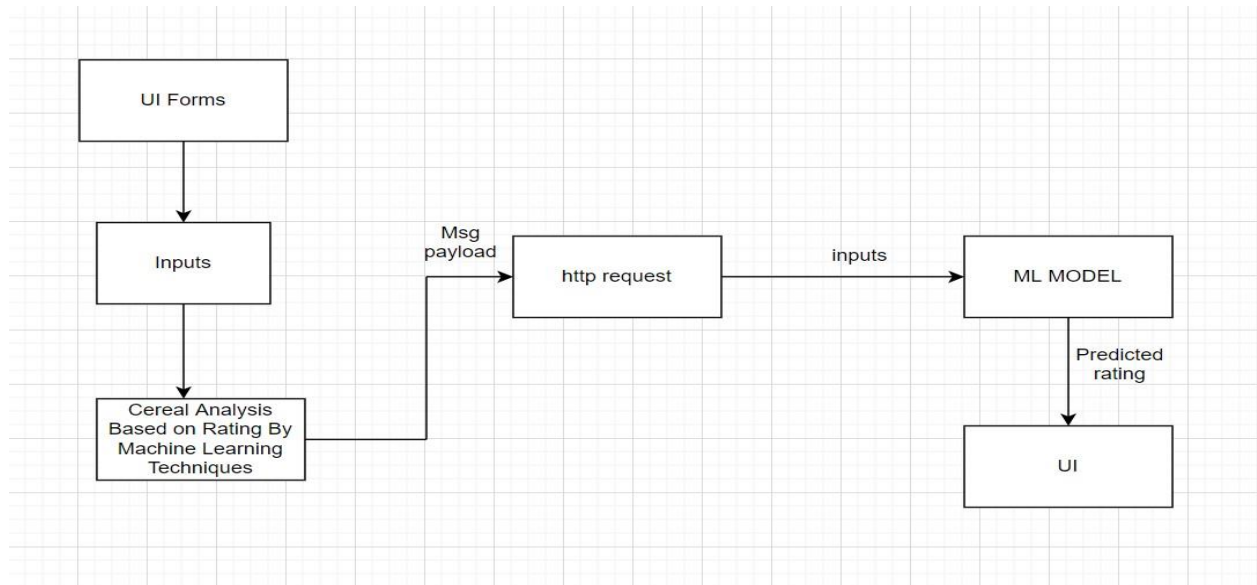 UI Forms
Inputs
Cereal Analysis
Based on Rating By
Machine Learning
Techniques
Msg
payload
http request
inputs
ML MODEL
Predicted
rating
UI